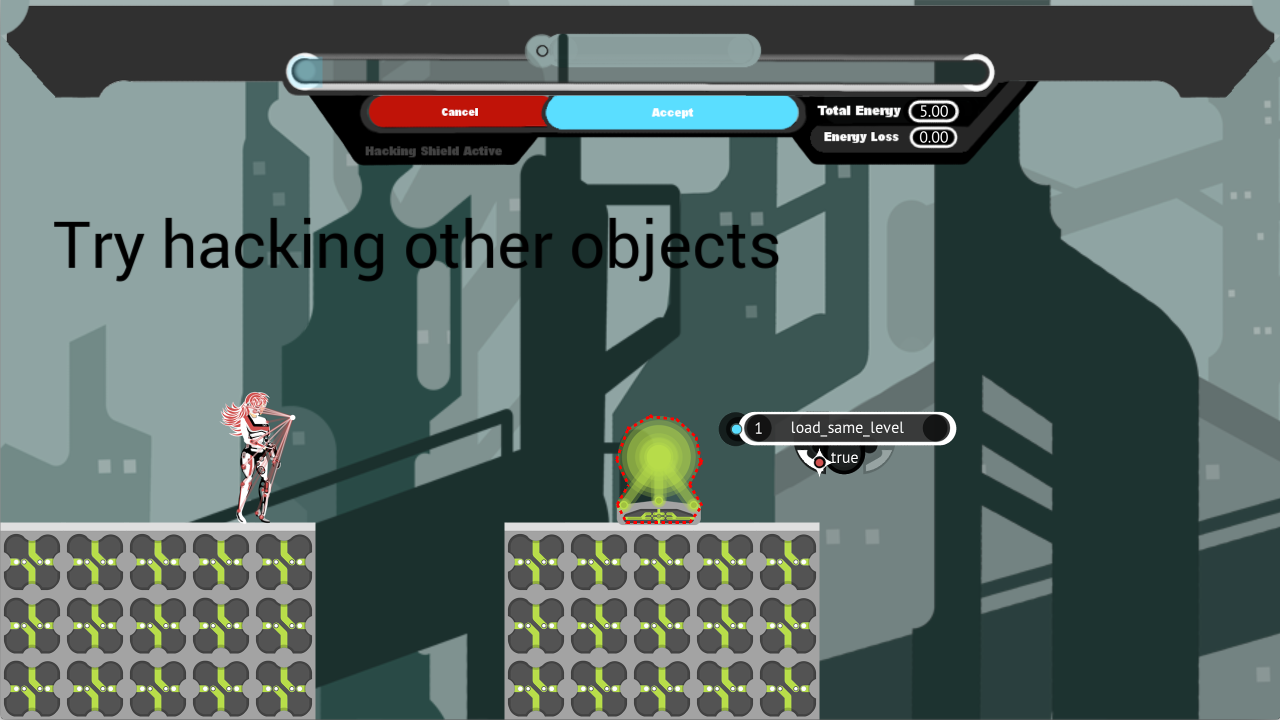 Cancel
Accept
Total Energy 5.00
Energy Loss 0.00
Hacking Shield Active
Try hacking other objects
1 load_same_level
true